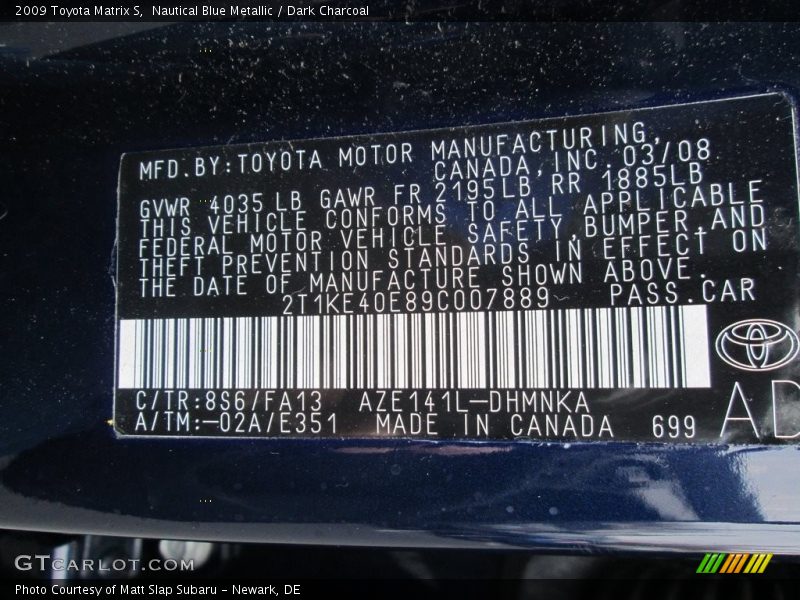 2009 Toyota Matrix S,  Nautical Blue Metallic / Dark Charcoal
MFD.BY:TOYOTA MOTOR MANUFACTURING,
CANADA,INC.03/08
GVWR 4035 LB GAWR FR 2195LB RR 1885LB
THIS VEHICLE CONFORMS TO ALL APPLICABLE
FEDERAL MOTOR VEHICLE SAFETY,BUMPER,AND
THEFT PREVENTION STANDARDS IN EFFECT ON
THE DATE OF MANUFACTURE SHOWN ABOVE.
2T1KE40E89C007889 PASS.CAR
C/TR:8S6/FA13 AZE141L-DHMNKA
A/TM:-02A/E351 MADE IN CANADA 699
AD
GTCARLOT.COM
Photo Courtesy of Matt Slap Subaru - Newark, DE